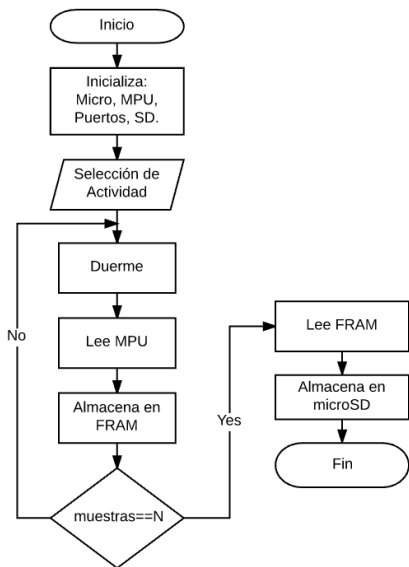 Inicio
Inicializa:
Micro, MPU,
Puertos, SD.
Selección de
Actividad
Duerme
No
Lee MPU
Almacena en
FRAM
muestras==N
Yes
Lee FRAM
Almacena en
microSD
Fin